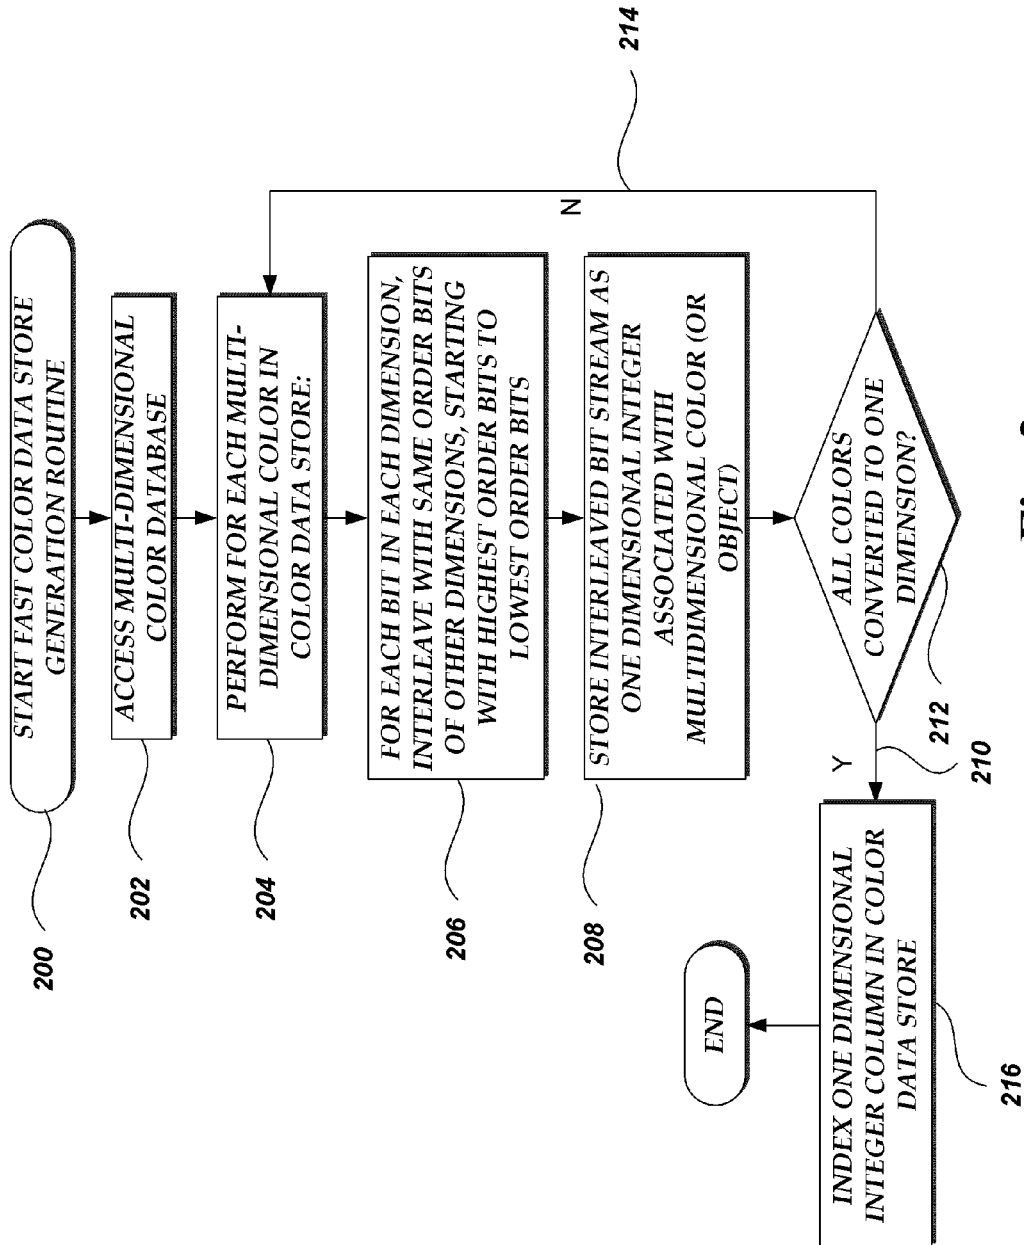 START FAST COLOR DATA STORE
GENERATION ROUTINE
200
ACCESS MULTI-DIMENSIONAL
COLOR DATABASE
202
PERFORM FOR EACH MULTI-
DIMENSIONAL COLOR IN
COLOR DATA STORE:
204
FOR EACH BIT IN EACH DIMENSION,
INTERLEAVE WITH SAME ORDER BITS
OF OTHER DIMENSIONS, STARTING
WITH HIGHEST ORDER BITS TO
LOWEST ORDER BITS
206
STORE INTERLEAVED BIT STREAM AS
ONE DIMENSIONAL INTEGER
ASSOCIATED WITH
MULTIDIMENSIONAL COLOR (OR
OBJECT)
208
ALL COLORS
CONVERTED TO ONE
DIMENSION?
212
N
214
Y
210
INDEX ONE DIMENSIONAL
INTEGER COLUMN IN COLOR
DATA STORE
216
END